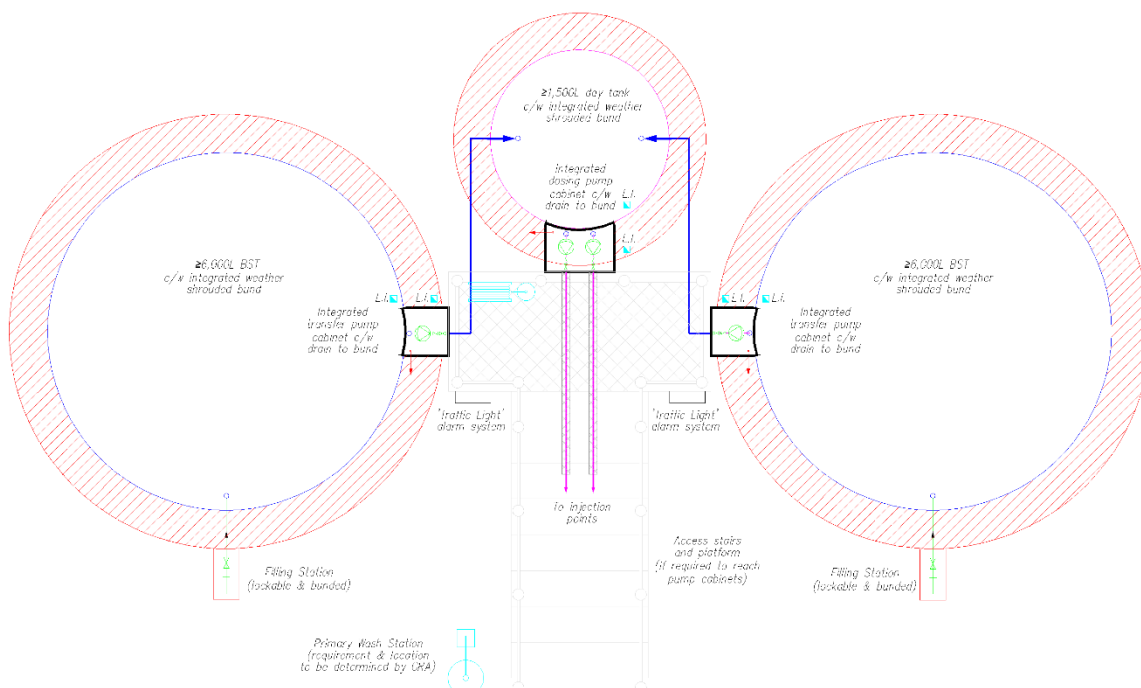 ≥1,500L day tank
c/w integrated weather
shrouded bund
Integrated
dosing pump
cabinet c/w
drain to bund
L.I.
L.I.
≥6,000L BST
c/w integrated weather
shrouded bund
L.I.
L.I.
Integrated
transfer pump
cabinet c/w
drain to bund
≥6,000L BST
c/w integrated weather
shrouded bund
L.I.
L.I.
Integrated
transfer pump
cabinet c/w
drain to bund
"Traffic Light"
alarm system
"Traffic Light"
alarm system
To injection
points
Access stairs
and platform
(if required to reach
pump cabinets)
Filling Station
(lockable & bunded)
Filling Station
(lockable & bunded)
Primary Wash Station
(requirement & location
to be determined by CRA)